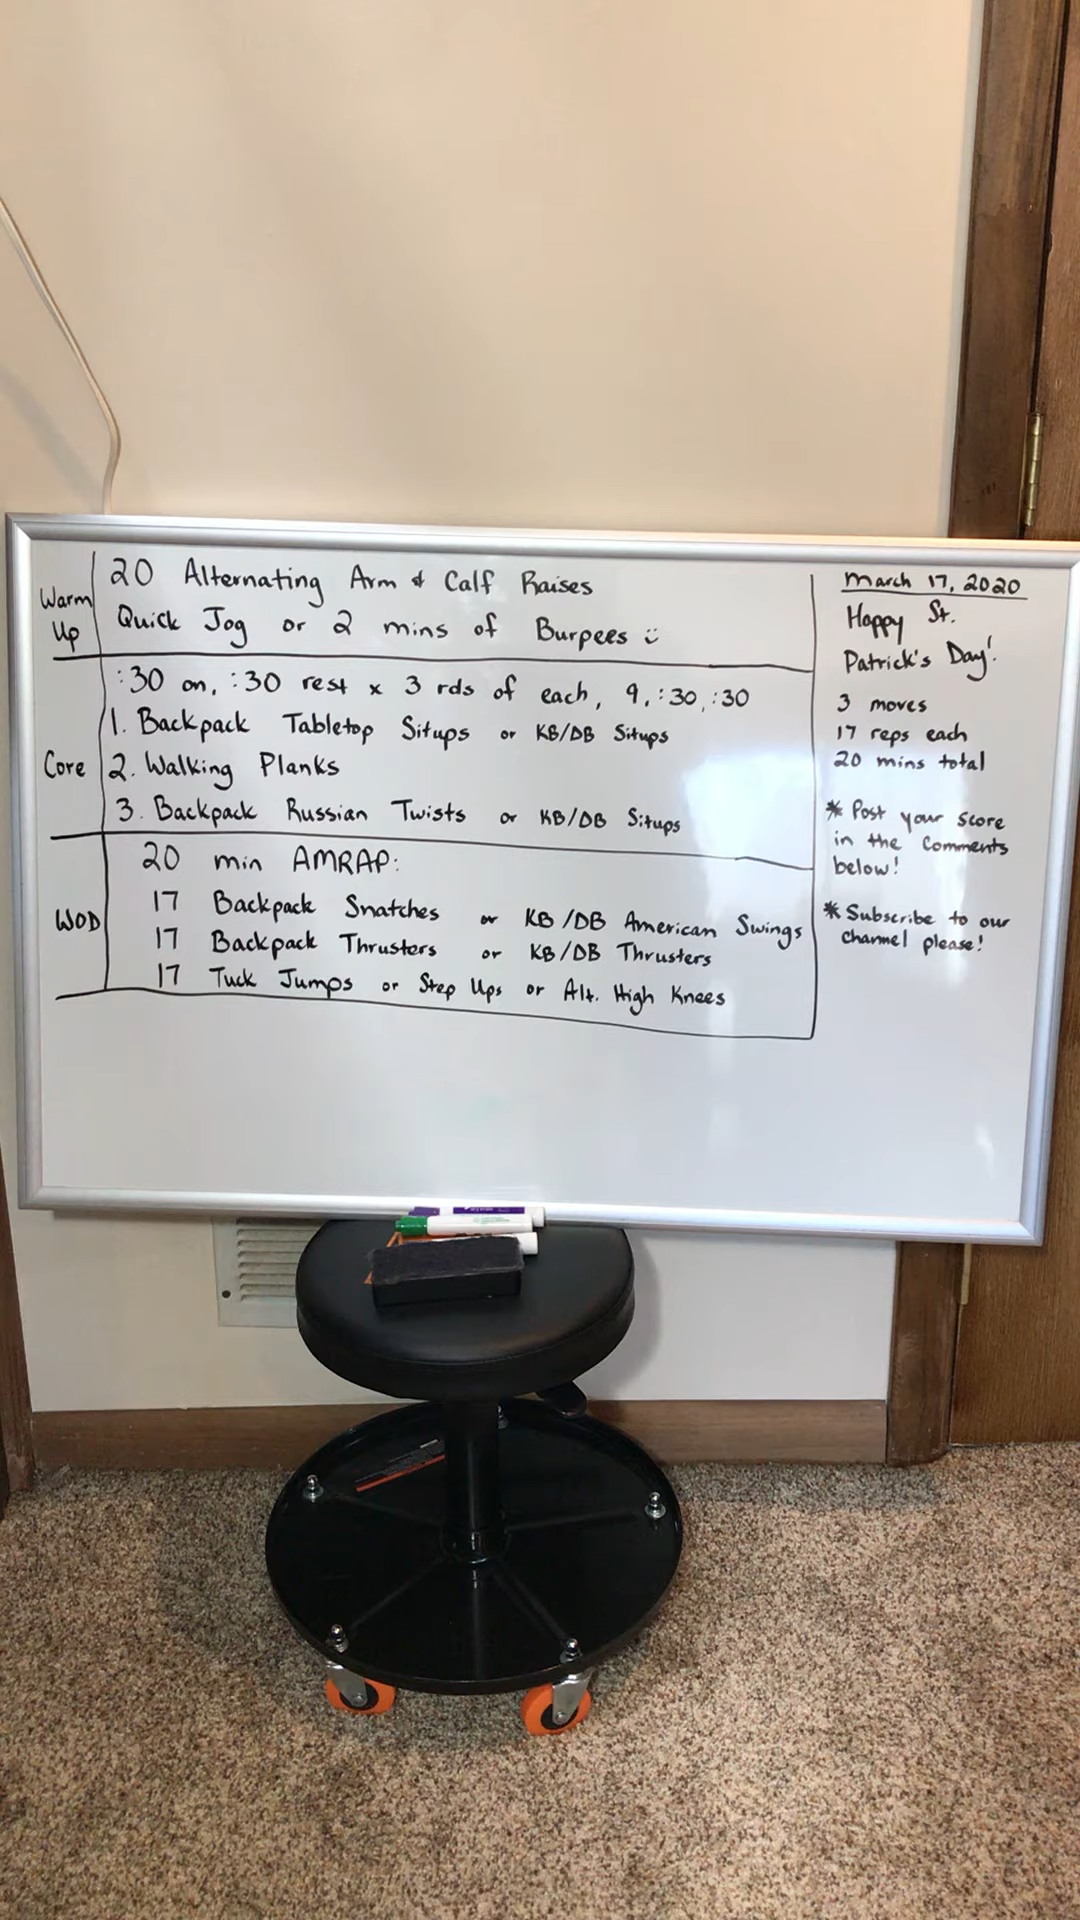 Warm
Up
20 Alternating Arm & Calf Raises
Quick Jog or 2 mins of Burpees
Core
:30 on, :30 rest x 3 rds of each, 9, :30, :30
1. Backpack Tabletop Situps or KB/DB Situps
2. Walking Planks
3. Backpack Russian Twists or KB/DB Situps
WOD
20 min AMRAP:
17 Backpack Snatches or KB/DB American Swings
17 Backpack Thrusters or KB/DB Thrusters
17 Tuck Jumps or Step Ups or Alt. High Knees
March 17, 2020
Happy St.
Patrick's Day!
3 moves
17 reps each
20 mins total
* Post your score
in the comments
below!
* Subscribe to our
channel please!